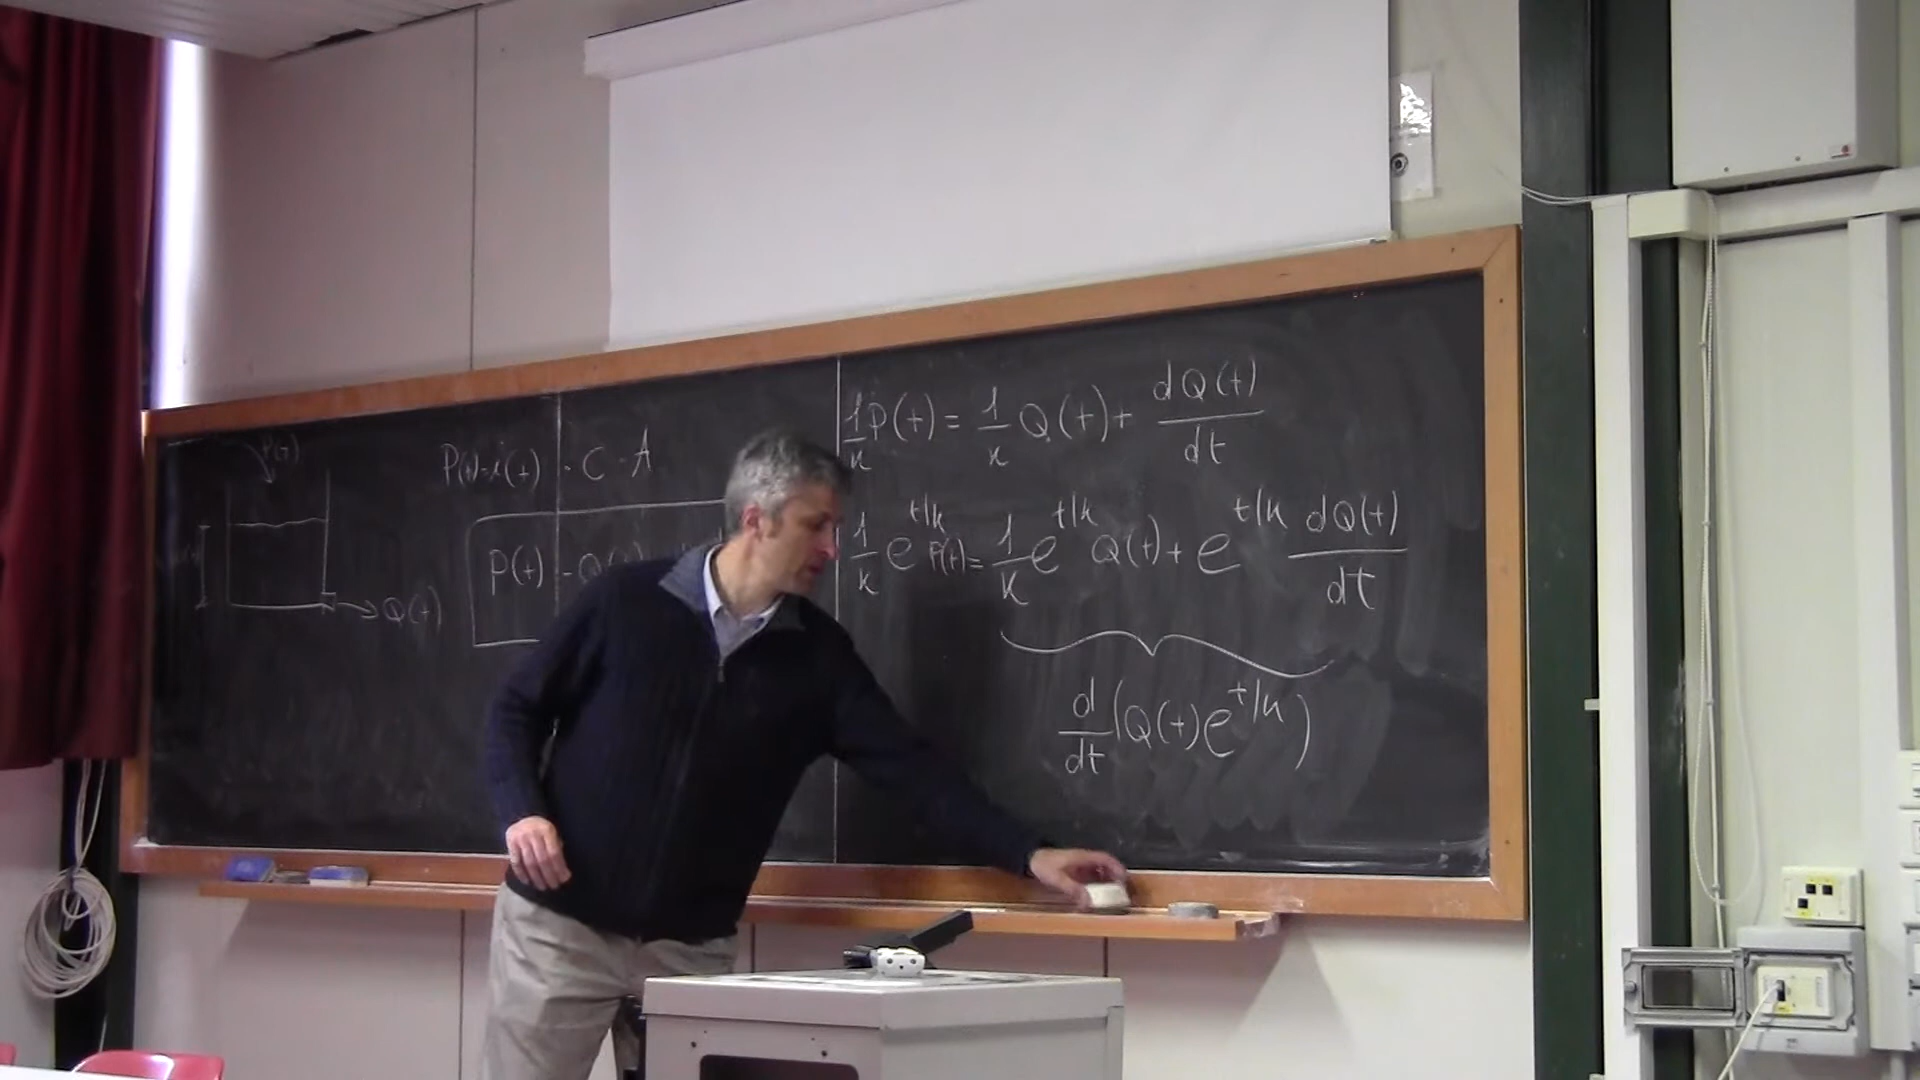 P(t)
Q(t)
P(t)=i(t) · C · A
P(t) - Q(t)
1/k P(t) = 1/k Q(t) + dQ(t)/dt
1/k e^t/k P(t) = 1/k e^t/k Q(t) + e^t/k dQ(t)/dt
d/dt (Q(t) e^t/k)